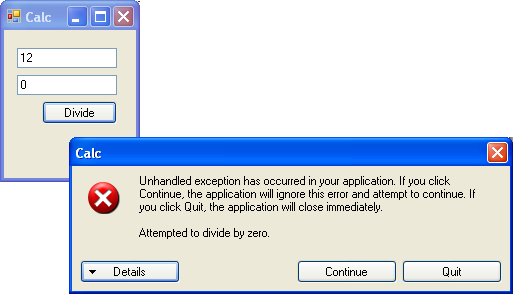 Calc
12
0
Divide
Calc
Unhandled exception has occurred in your application. If you click
Continue, the application will ignore this error and attempt to continue. If
you click Quit, the application will close immediately.
Attempted to divide by zero.
Details
Continue
Quit